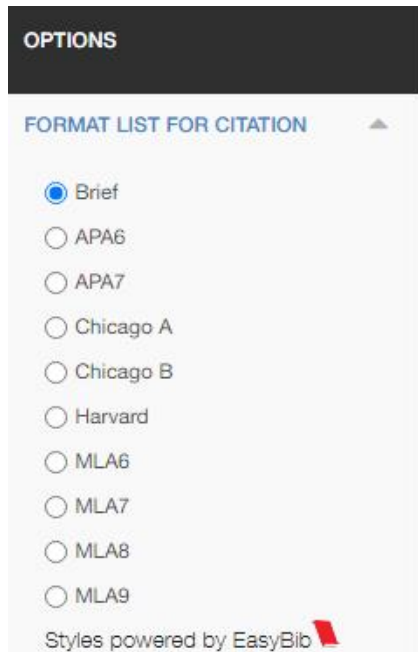 OPTIONS
FORMAT LIST FOR CITATION
Brief
APA6
APA7
Chicago A
Chicago B
Harvard
MLA6
MLA7
MLA8
MLA9
Styles powered by EasyBib